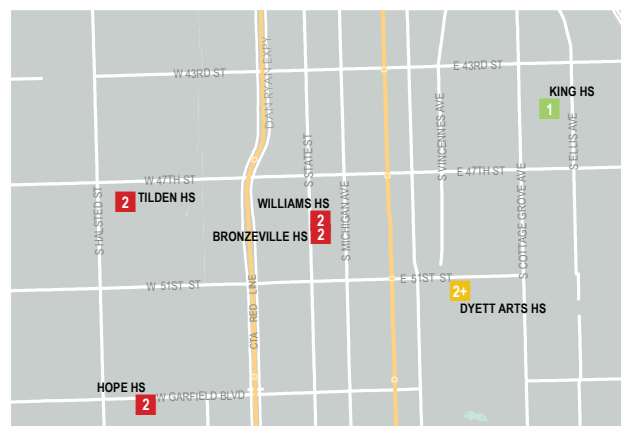 DAN RYAN EXPY
W 43RD ST
E 43RD ST
KING HS
1
S ELLIS AVE
S VINCENNES AVE
S STATE ST
S MICHIGAN AVE
S COTTAGE GROVE AVE
S HALSTED ST
W 47TH ST
E 47TH ST
2
TILDEN HS
WILLIAMS HS
2
BRONZEVILLE HS
2
W 51ST ST
E 51ST ST
2+
DYETT ARTS HS
CTA RED LINE
HOPE HS
2
W GARFIELD BLVD